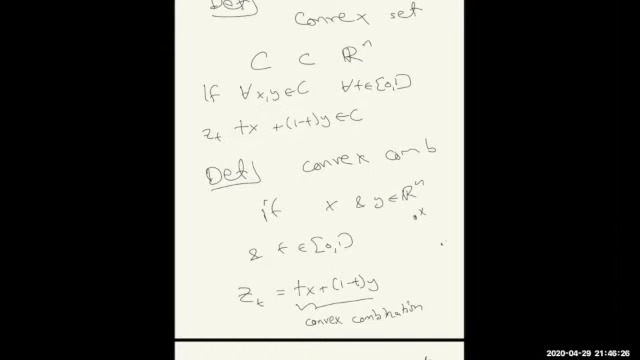 Def)
Convex set
C ⊂ ℝⁿ
If ∀x,y∈C ∀t∈[0,1)
z_t tx+(1-t)y∈C
Def) convex comb
if x & y∈ℝⁿ
.x
& t∈[0,1)
z_t = tx+(1-t)y
convex combination
2020-04-29 21:46:26